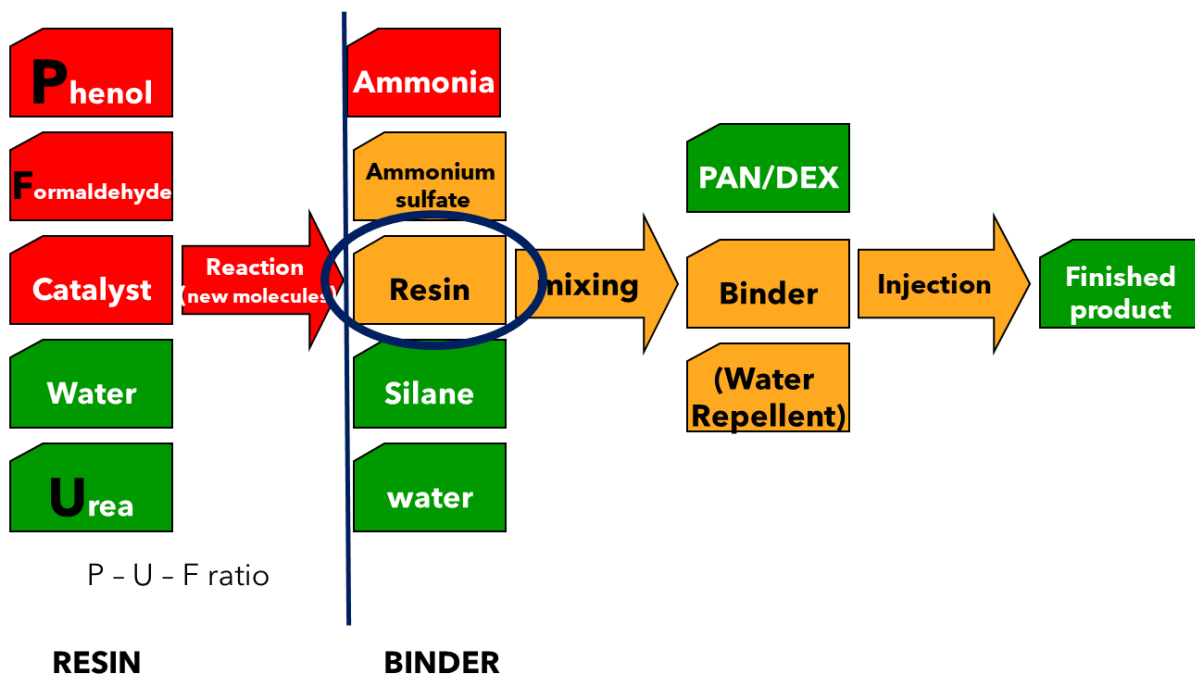 Phenol
Formaldehyde
Catalyst
Water
Urea
P – U – F ratio
RESIN
Reaction
(new molecules)
Ammonia
Ammonium
sulfate
Resin
Silane
water
BINDER
mixing
PAN/DEX
Binder
(Water
Repellent)
Injection
Finished
product